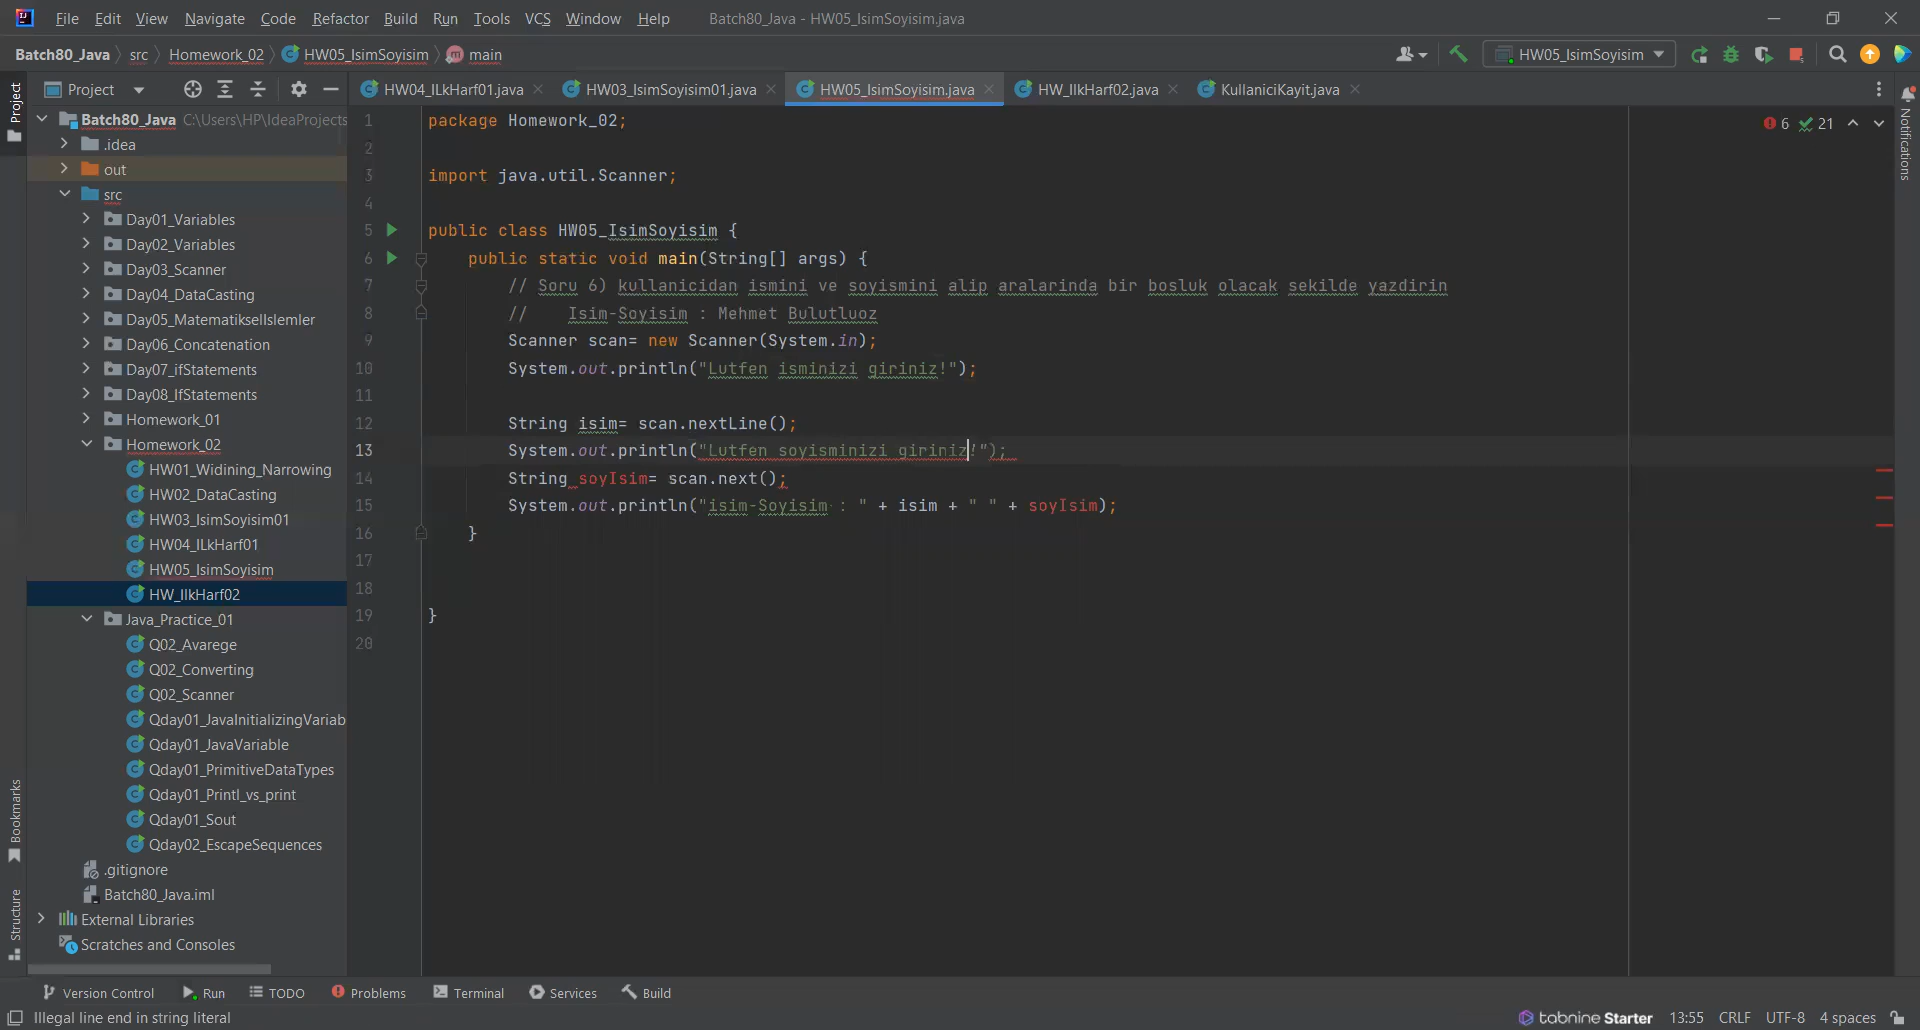 File Edit View Navigate Code Refactor Build Run Tools VCS Window Help Batch80_Java - HW05_IsimSoyisim.java
Batch80_Java src Homework_02 HW05_IsimSoyisim main HW05_IsimSoyisim
Project
HW04_ILkHarf01.java HW03_IsimSoyisim01.java HW05_IsimSoyisim.java HW_IlkHarf02.java KullaniciKayit.java
Project
Notifications
Bookmarks
Structure
Batch80_Java C:\Users\HP\IdeaProjects
.idea
out
src
Day01_Variables
Day02_Variables
Day03_Scanner
Day04_DataCasting
Day05_MatematikselIslemler
Day06_Concatenation
Day07_ifStatements
Day08_IfStatements
Homework_01
Homework_02
HW01_Widining_Narrowing
HW02_DataCasting
HW03_IsimSoyisim01
HW04_ILkHarf01
HW05_IsimSoyisim
HW_IlkHarf02
Java_Practice_01
Q02_Avarege
Q02_Converting
Q02_Scanner
Qday01_JavaInitializingVariab
Qday01_JavaVariable
Qday01_PrimitiveDataTypes
Qday01_Printl_vs_print
Qday01_Sout
Qday02_EscapeSequences
.gitignore
Batch80_Java.iml
External Libraries
Scratches and Consoles
6 21
1 package Homework_02;
2
3 import java.util.Scanner;
4
5 public class HW05_IsimSoyisim {
6 public static void main(String[] args) {
7 // Soru 6) kullanicidan ismini ve soyismini alip aralarinda bir bosluk olacak sekilde yazdirin
8 // Isim-Soyisim : Mehmet Bulutluoz
9 Scanner scan= new Scanner(System.in);
10 System.out.println("Lutfen isminizi giriniz!");
11
12 String isim= scan.nextLine();
13 System.out.println("Lutfen soyisminizi giriniz!");
14 String soyIsim= scan.next();
15 System.out.println("isim-Soyisim : " + isim + " " + soyIsim);
16 }
17
18
19 }
20
Version Control Run TODO Problems Terminal Services Build
Illegal line end in string literal tabnine Starter 13:55 CRLF UTF-8 4 spaces